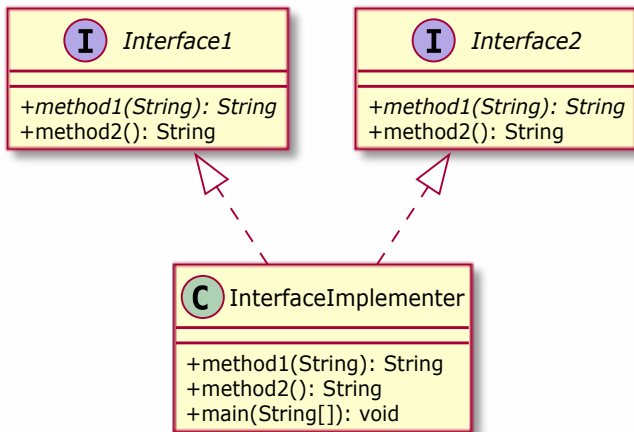 I Interface1
+method1(String): String
+method2(): String
I Interface2
+method1(String): String
+method2(): String
C InterfaceImplementer
+method1(String): String
+method2(): String
+main(String[]): void